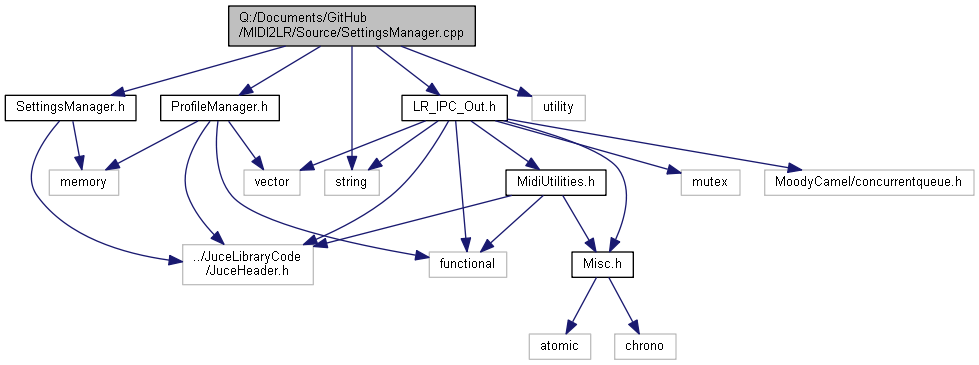 Q:/Documents/GitHub
/MIDI2LR/Source/SettingsManager.cpp
SettingsManager.h
ProfileManager.h
LR_IPC_Out.h
utility
memory
vector
string
MidiUtilities.h
mutex
MoodyCamel/concurrentqueue.h
../JuceLibraryCode
/JuceHeader.h
functional
Misc.h
atomic
chrono